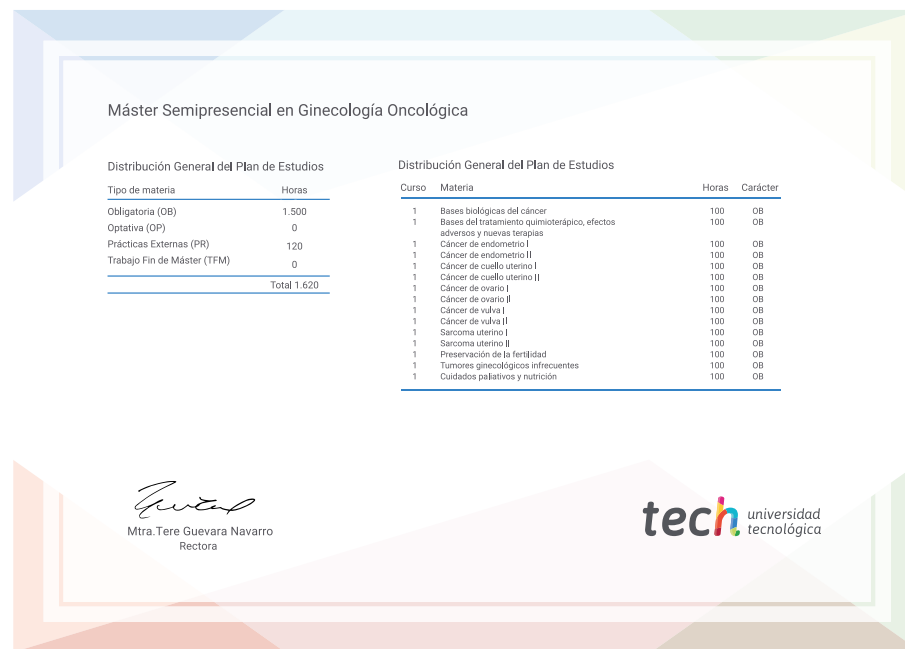 Máster Semipresencial en Ginecología Oncológica
Distribución General del Plan de Estudios
Tipo de materia Horas
Obligatoria (OB) 1.500
Optativa (OP) 0
Prácticas Externas (PR) 120
Trabajo Fin de Máster (TFM) 0
Total 1.620
Distribución General del Plan de Estudios
Curso Materia Horas Carácter
1 Bases biológicas del cáncer 100 OB
1 Bases del tratamiento quimioterápico, efectos 100 OB
adversos y nuevas terapias
1 Cáncer de endometrio I 100 OB
1 Cáncer de endometrio II 100 OB
1 Cáncer de cuello uterino I 100 OB
1 Cáncer de cuello uterino II 100 OB
1 Cáncer de ovario I 100 OB
1 Cáncer de ovario II 100 OB
1 Cáncer de vulva I 100 OB
1 Cáncer de vulva II 100 OB
1 Sarcoma uterino I 100 OB
1 Sarcoma uterino II 100 OB
1 Preservación de la fertilidad 100 OB
1 Tumores ginecológicos infrecuentes 100 OB
1 Cuidados paliativos y nutrición 100 OB
Mtra.Tere Guevara Navarro
Rectora
tech universidad
tecnológica